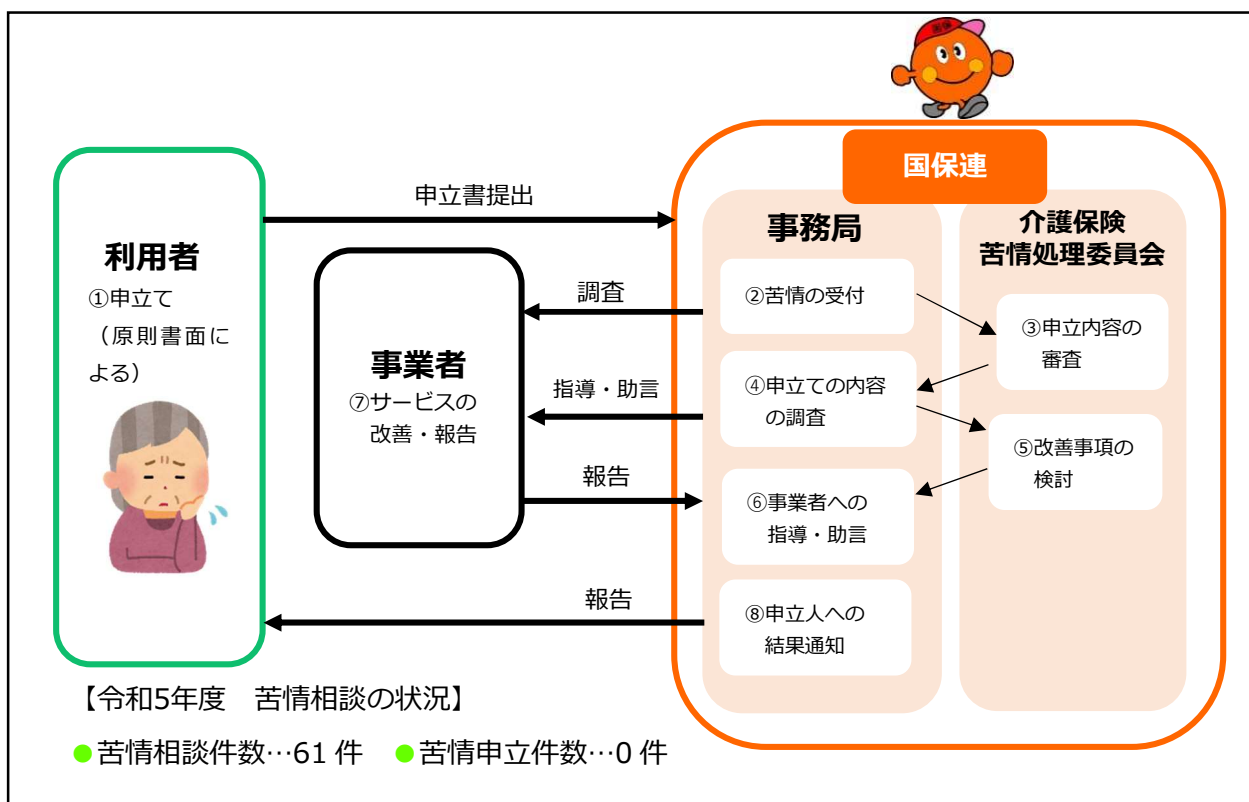 国保
国保連
申立書提出
利用者
①申立て
（原則書面に
よる）
事業者
⑦サービスの
改善・報告
調査
指導・助言
報告
報告
事務局
②苦情の受付
④申立ての内容
の調査
⑥事業者への
指導・助言
⑧申立人への
結果通知
介護保険
苦情処理委員会
③申立内容の
審査
⑤改善事項の
検討
【令和5年度　苦情相談の状況】
●苦情相談件数…61 件　●苦情申立件数…0 件